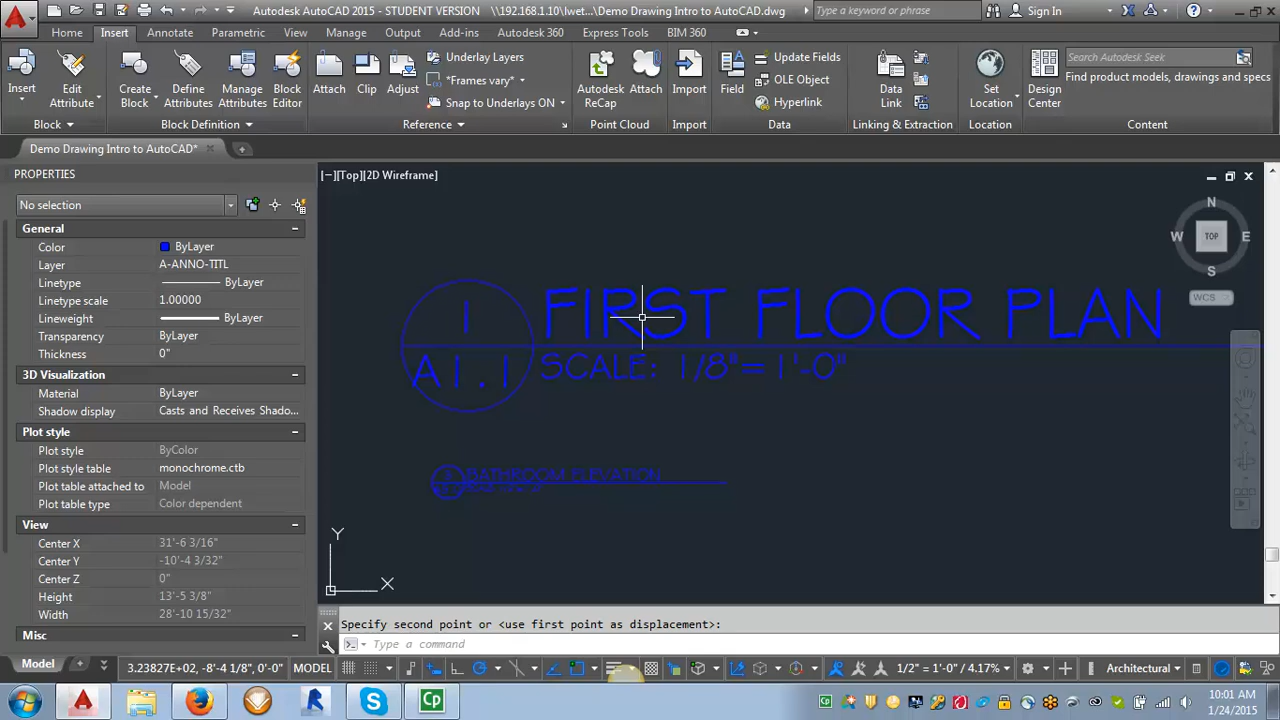 Autodesk AutoCAD 2015 - STUDENT VERSION \\192.168.1.10\Iwet...\Demo Drawing Intro to AutoCAD.dwg
Type a keyword or phrase
Sign In
Home Insert Annotate Parametric View Manage Output Add-ins Autodesk 360 Express Tools BIM 360
Insert
Edit Attribute
Create Block
Define Attributes
Manage Attributes
Block Editor
Attach
Clip
Adjust
Underlay Layers
*Frames vary*
Snap to Underlays ON
Autodesk ReCap
Attach
Import
Field
Update Fields
OLE Object
Hyperlink
Data Link
Set Location
Design Center
Search Autodesk Seek
Find product models, drawings and specs
Block Block Definition Reference Point Cloud Import Data Linking & Extraction Location Content
Demo Drawing Intro to AutoCAD*
PROPERTIES
No selection
General
Color ByLayer
Layer A-ANNO-TITL
Linetype ByLayer
Linetype scale 1.00000
Lineweight ByLayer
Transparency ByLayer
Thickness 0"
3D Visualization
Material ByLayer
Shadow display Casts and Receives Shado...
Plot style
Plot style ByColor
Plot style table monochrome.ctb
Plot table attached to Model
Plot table type Color dependent
View
Center X 31'-6 3/16"
Center Y -10'-4 3/32"
Center Z 0"
Height 13'-5 3/8"
Width 28'-10 15/32"
Misc
[−][Top][2D Wireframe]
N
W TOP E
S
WCS
1
A1.1
FIRST FLOOR PLAN
SCALE: 1/8"= 1'-0"
BATHROOM ELEVATION
Y
X
Specify second point or <use first point as displacement>:
Type a command
Model
3.23827E+02, -8'-4 1/8", 0'-0" MODEL
1/2" = 1'-0" / 4.17%
Architectural
10:01 AM
1/24/2015